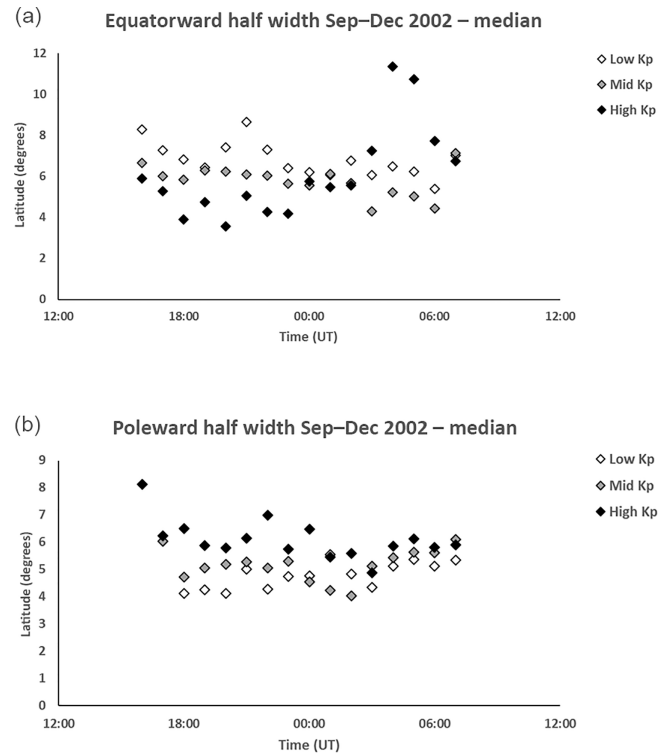 (a)
Equatorward half width Sep–Dec 2002 – median
12
10
8
6
4
2
0
Latitude (degrees)
12:00 18:00 00:00 06:00 12:00
Time (UT)
Low Kp
Mid Kp
High Kp
(b)
Poleward half width Sep–Dec 2002 – median
9
8
7
6
5
4
3
2
1
0
Latitude (degrees)
12:00 18:00 00:00 06:00 12:00
Time (UT)
Low Kp
Mid Kp
High Kp